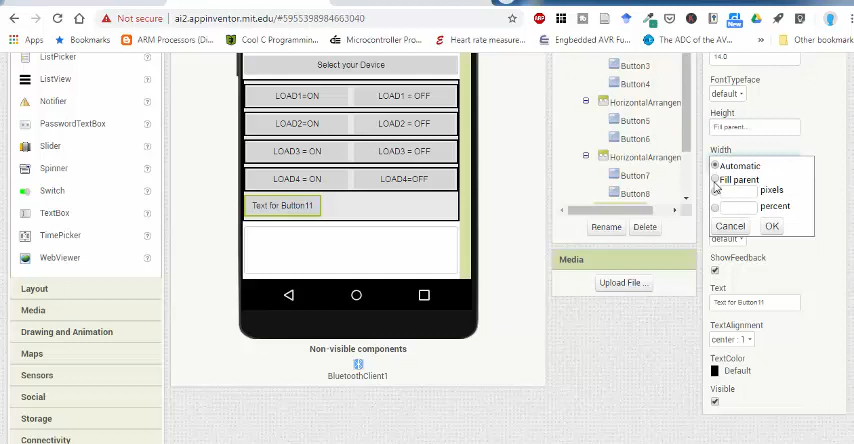 Not secure
ai2.appinventor.mit.edu/#5955398984663040
ABP
New
Apps
Bookmarks
ARM Processors (Di...
Cool C Programmin...
Microcontroller Pro...
Heart rate measure...
Engbedded AVR Fu...
The ADC of the AV...
»
Other bookmark
ListPicker
ListView
Notifier
PasswordTextBox
Slider
Spinner
Switch
TextBox
TimePicker
WebViewer
Layout
Media
Drawing and Animation
Maps
Sensors
Social
Storage
Connectivity
Select your Device
LOAD1=ON
LOAD1 = OFF
LOAD2=ON
LOAD2 = OFF
LOAD3 = ON
LOAD3 = OFF
LOAD4 = ON
LOAD4=OFF
Text for Button11
Non-visible components
BluetoothClient1
Button3
Button4
HorizontalArrangen
Button5
Button6
HorizontalArrangen
Button7
Button8
Rename
Delete
Media
Upload File ...
14.0
FontTypeface
default
Height
Fill parent...
Width
Automatic
Fill parent
pixels
percent
Cancel
OK
default
ShowFeedback
Text
Text for Button11
TextAlignment
center : 1
TextColor
Default
Visible